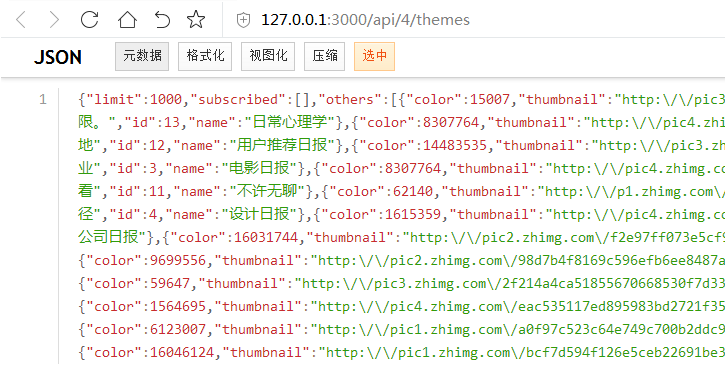 127.0.0.1:3000/api/4/themes
JSON 元数据 格式化 视图化 压缩 选中
1 {"limit":1000,"subscribed":[],"others":[{"color":15007,"thumbnail":"http:\/\/pic3
限。","id":13,"name":"日常心理学"},{"color":8307764,"thumbnail":"http:\/\/pic4.
地","id":12,"name":"用户推荐日报"},{"color":14483535,"thumbnail":"http:\/\/pic3.z
业","id":3,"name":"电影日报"},{"color":8307764,"thumbnail":"http:\/\/pic4.zhimg.co
看","id":11,"name":"不许无聊"},{"color":62140,"thumbnail":"http:\/\/p1.zhimg.com\/
径","id":4,"name":"设计日报"},{"color":1615359,"thumbnail":"http:\/\/pic4.zhimg.c
公司日报"},{"color":16031744,"thumbnail":"http:\/\/pic2.zhimg.com\/f2e97ff073e5cf9
{"color":9699556,"thumbnail":"http:\/\/pic2.zhimg.com\/98d7b4f8169c596efb6ee8487a
{"color":59647,"thumbnail":"http:\/\/pic3.zhimg.com\/2f214a4ca51855670668530f7d33
{"color":1564695,"thumbnail":"http:\/\/pic4.zhimg.com\/eac535117ed895983bd2721f35
{"color":6123007,"thumbnail":"http:\/\/pic1.zhimg.com\/a0f97c523c64e749c700b2ddc9
{"color":16046124,"thumbnail":"http:\/\/pic1.zhimg.com\/bcf7d594f126e5ceb22691be3